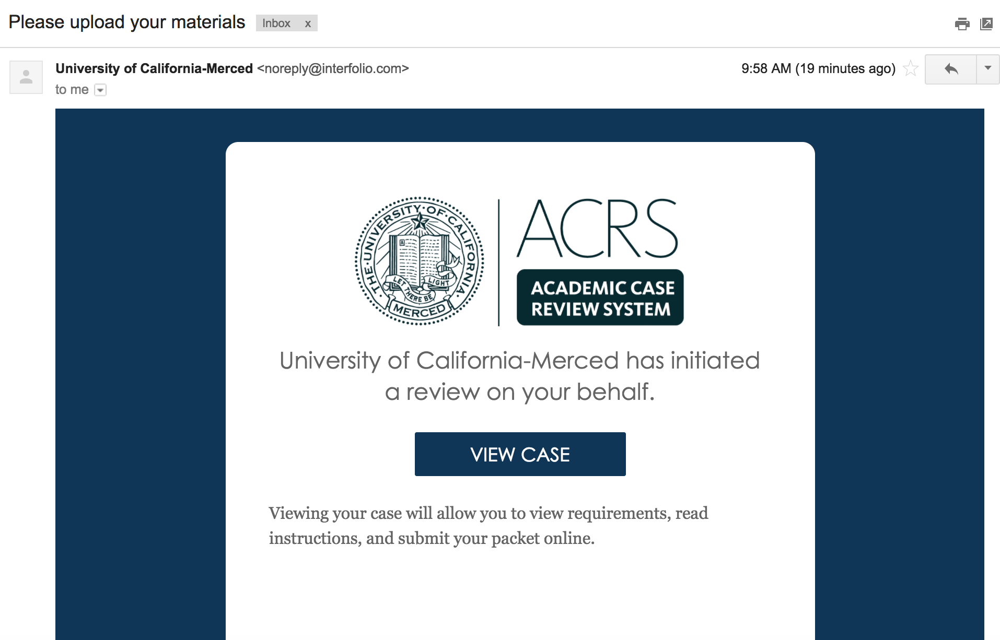 Please upload your materials Inbox x
University of California-Merced <noreply@interfolio.com> 9:58 AM (19 minutes ago)
to me
THE·UNIVERSITY·OF·CALIFORNIA·
A
LET THERE BE LIGHT
MERCED
ACRS
ACADEMIC CASE
REVIEW SYSTEM
University of California-Merced has initiated
a review on your behalf.
VIEW CASE
Viewing your case will allow you to view requirements, read
instructions, and submit your packet online.